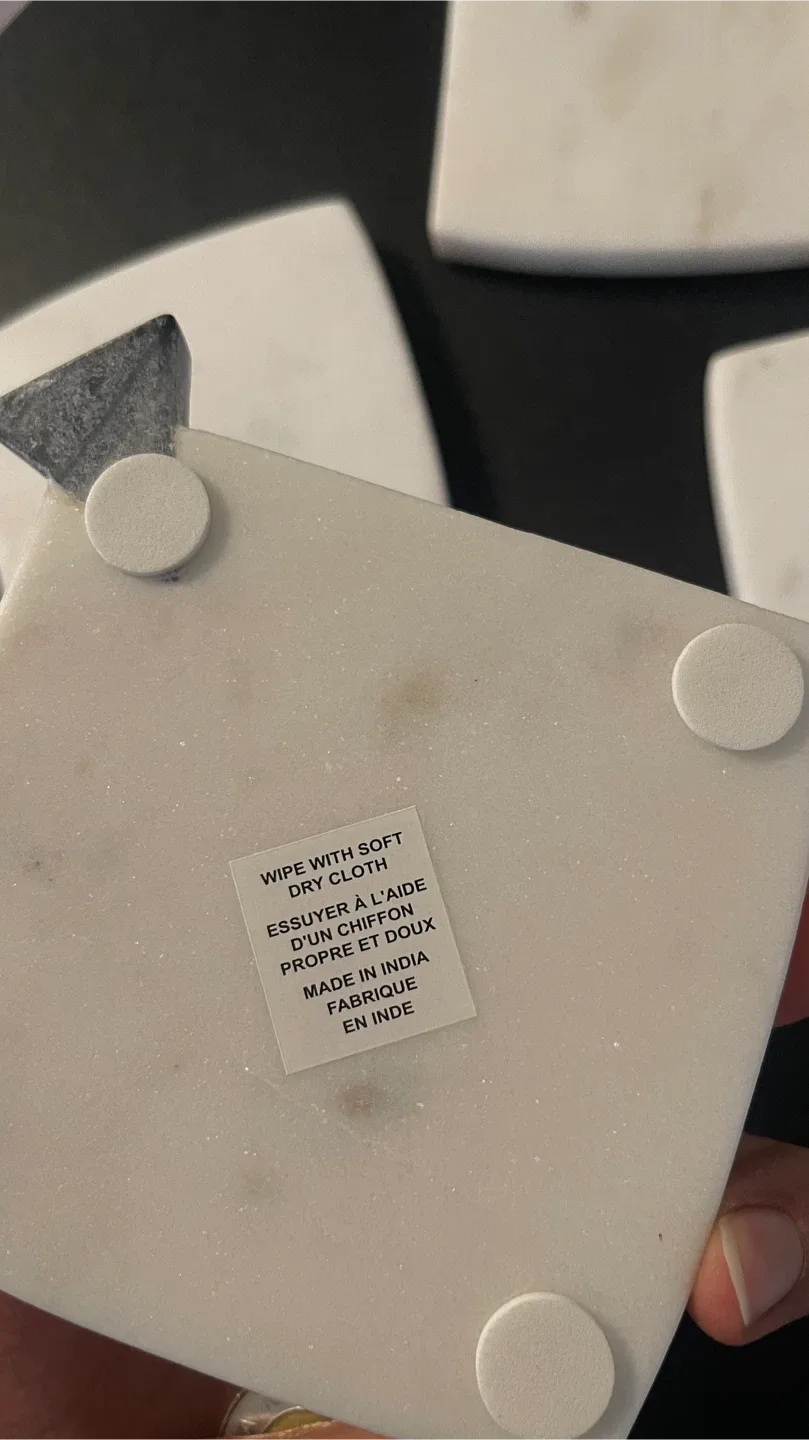 WIPE WITH SOFT
DRY CLOTH
ESSUYER À L'AIDE
D'UN CHIFFON
PROPRE ET DOUX
MADE IN INDIA
FABRIQUE
EN INDE